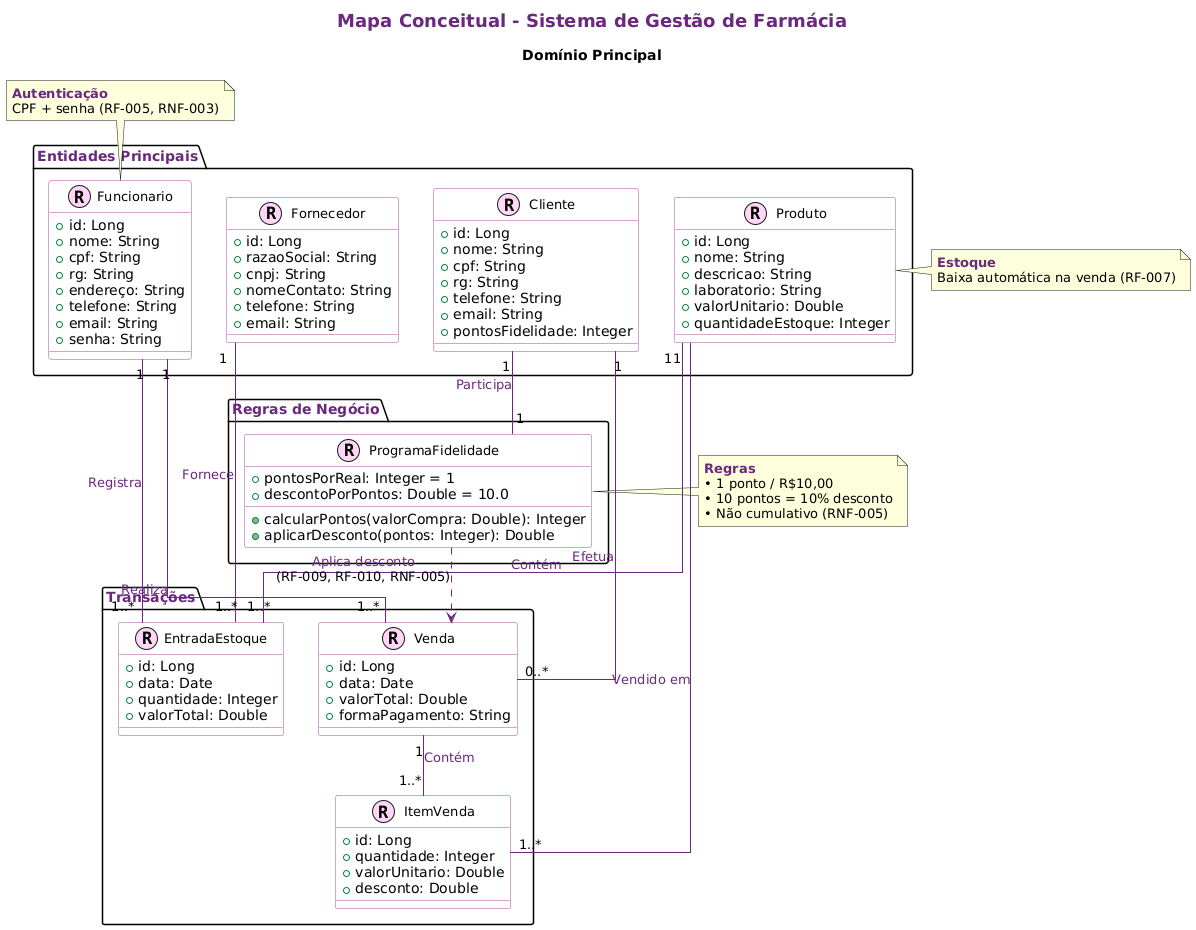 Mapa Conceitual - Sistema de Gestão de Farmácia
Domínio Principal
Autenticação
CPF + senha (RF-005, RNF-003)
Entidades Principais
R Funcionario
id: Long
nome: String
cpf: String
rg: String
endereço: String
telefone: String
email: String
senha: String
R Fornecedor
id: Long
razaoSocial: String
cnpj: String
nomeContato: String
telefone: String
email: String
R Cliente
id: Long
nome: String
cpf: String
rg: String
telefone: String
email: String
pontosFidelidade: Integer
R Produto
id: Long
nome: String
descricao: String
laboratorio: String
valorUnitario: Double
quantidadeEstoque: Integer
Estoque
Baixa automática na venda (RF-007)
1
1
1
1
1
11
Participa
1
Regras de Negócio
R ProgramaFidelidade
pontosPorReal: Integer = 1
descontoPorPontos: Double = 10.0
calcularPontos(valorCompra: Double): Integer
aplicarDesconto(pontos: Integer): Double
Regras
• 1 ponto / R$10,00
• 10 pontos = 10% desconto
• Não cumulativo (RNF-005)
Registra
Fornece
Aplica desconto
(RF-009, RF-010, RNF-005)
Contém
Efetua
Realiza
Transações
1..*
1..*
1..*
1..*
R EntradaEstoque
id: Long
data: Date
quantidade: Integer
valorTotal: Double
R Venda
id: Long
data: Date
valorTotal: Double
formaPagamento: String
0..*
Vendido em
1
Contém
1..*
R ItemVenda
id: Long
quantidade: Integer
valorUnitario: Double
desconto: Double
1..*